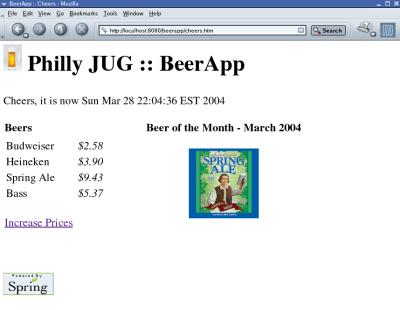 BeerApp :: Cheers - Mozilla
File Edit View Go Bookmarks Tools Window Help
http://localhost:8080/beerapp/cheers.htm Search
Philly JUG :: BeerApp
Cheers, it is now Sun Mar 28 22:04:36 EST 2004
Beers Beer of the Month - March 2004
Budweiser $2.58
Heineken $3.90
Spring Ale $9.43
Bass $5.37
SPRING
ALE
Increase Prices
Powered By
Spring